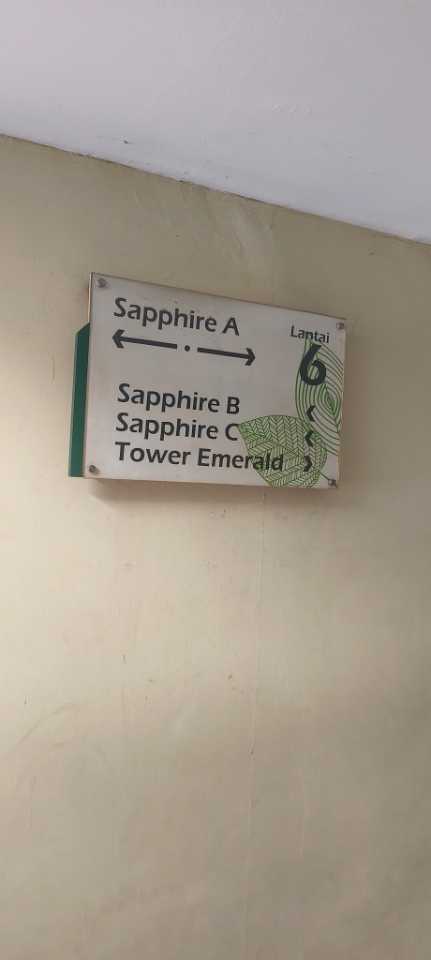 Sapphire A
Lantai
6
Sapphire B
Sapphire C
Tower Emerald